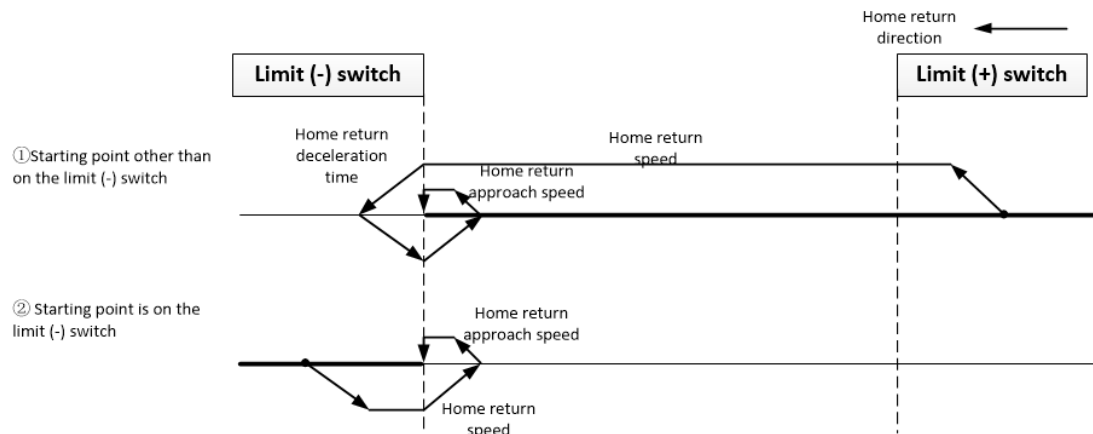 Home return
direction
Limit (-) switch
Limit (+) switch
①Starting point other than
on the limit (-) switch
Home return
deceleration
time
Home return
speed
Home return
approach speed
② Starting point is on the
limit (-) switch
Home return
approach speed
Home return
speed